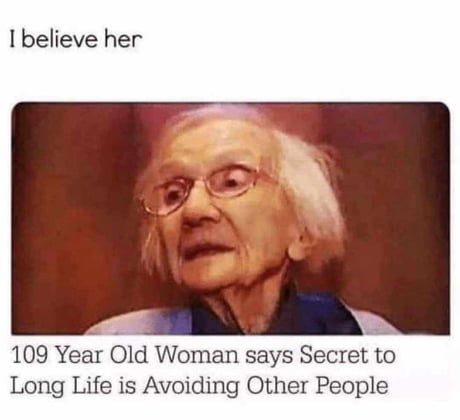 I believe her
109 Year Old Woman says Secret to
Long Life is Avoiding Other People